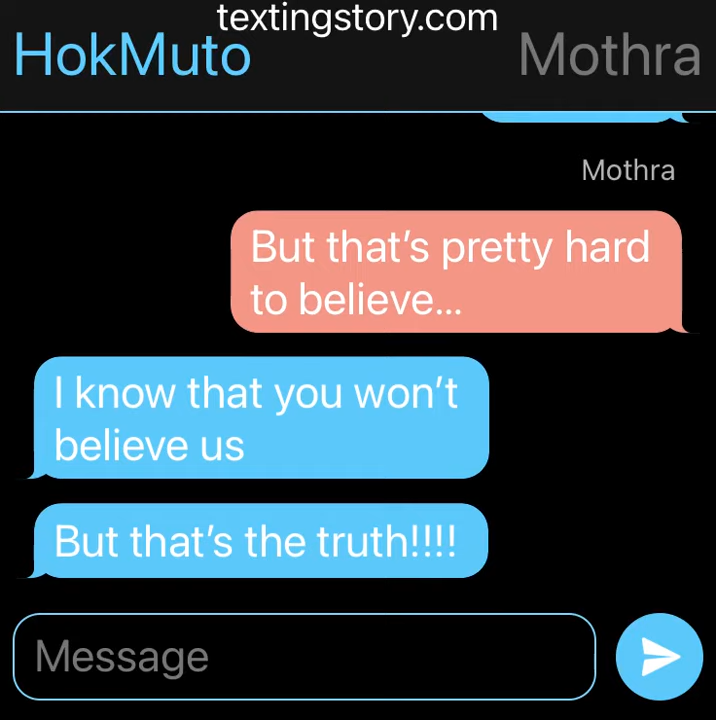 textingstory.com
HokMuto
Mothra
Mothra
But that’s pretty hard
to believe...
I know that you won’t
believe us
But that’s the truth!!!!
Message